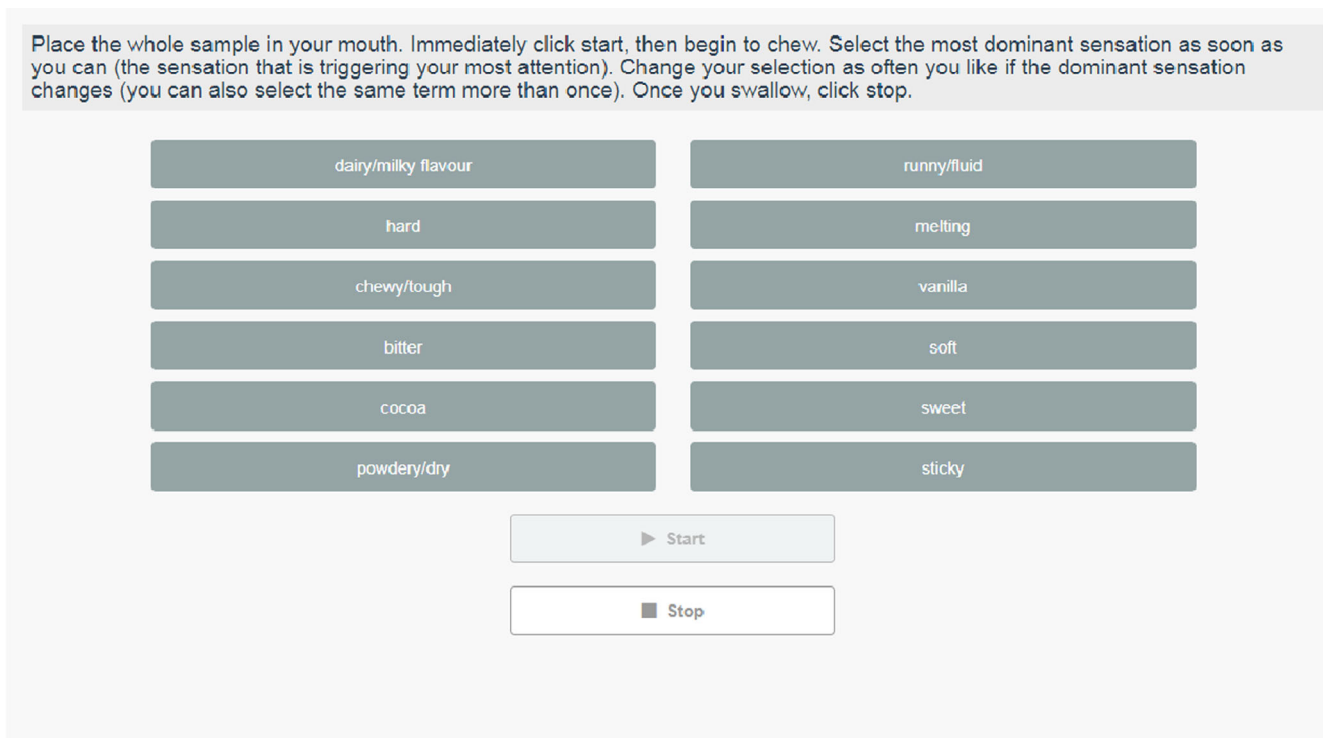 Place the whole sample in your mouth. Immediately click start, then begin to chew. Select the most dominant sensation as soon as
you can (the sensation that is triggering your most attention). Change your selection as often you like if the dominant sensation
changes (you can also select the same term more than once). Once you swallow, click stop.
dairy/milky flavour
runny/fluid
hard
melting
chewy/tough
vanilla
bitter
soft
cocoa
sweet
powdery/dry
sticky
Start
Stop